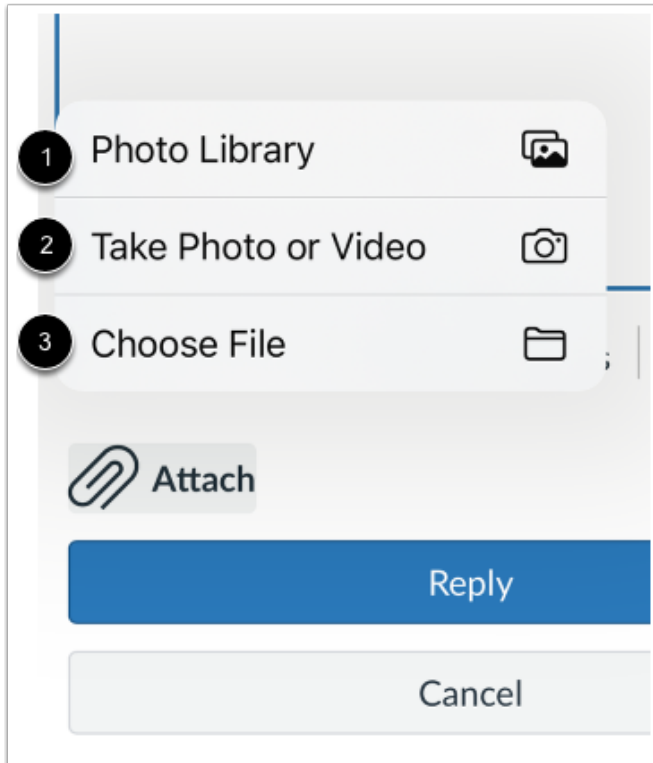 1 Photo Library
2 Take Photo or Video
3 Choose File
Attach
Reply
Cancel